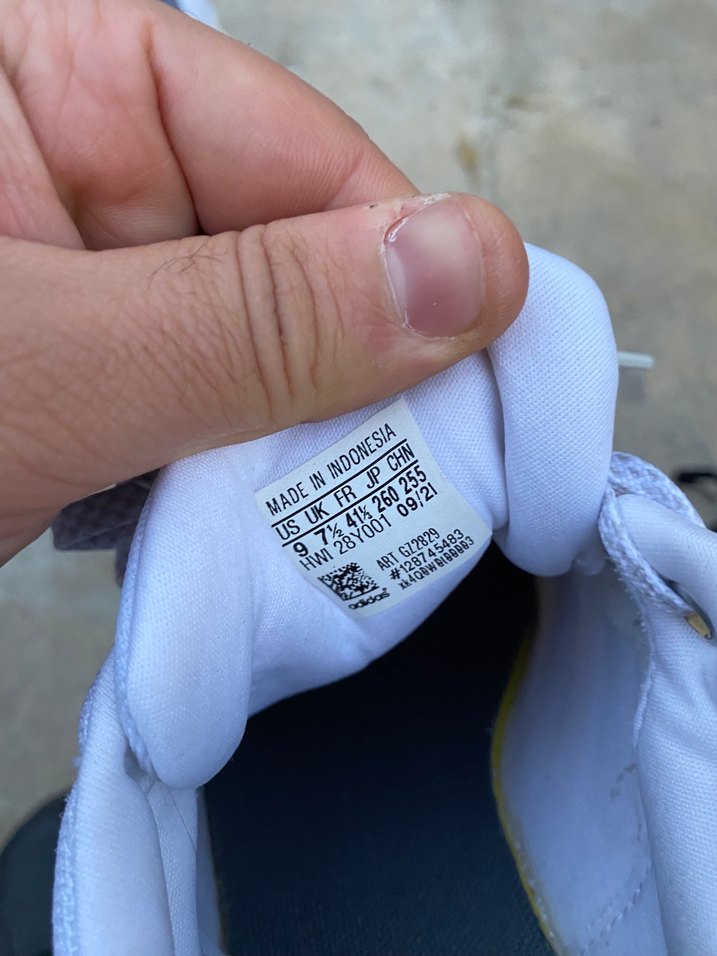 MADE IN INDONESIA
US UK FR JP CHN
9 7½ 41⅓ 260 255
HWI 28Y001 09/21
ART GZ2829
#128745483
adidas